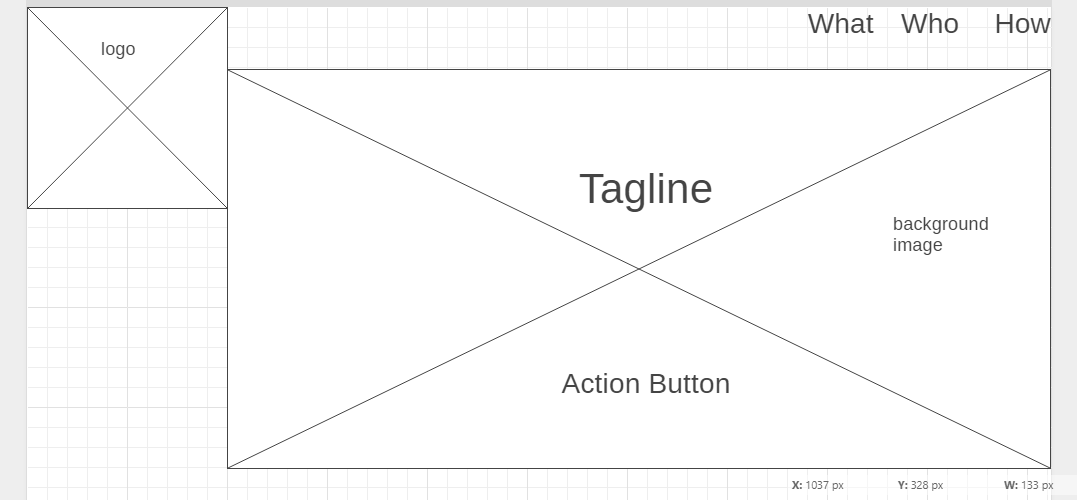 logo
What Who How
Tagline
background
image
Action Button
X: 1037 px Y: 328 px W: 133 px